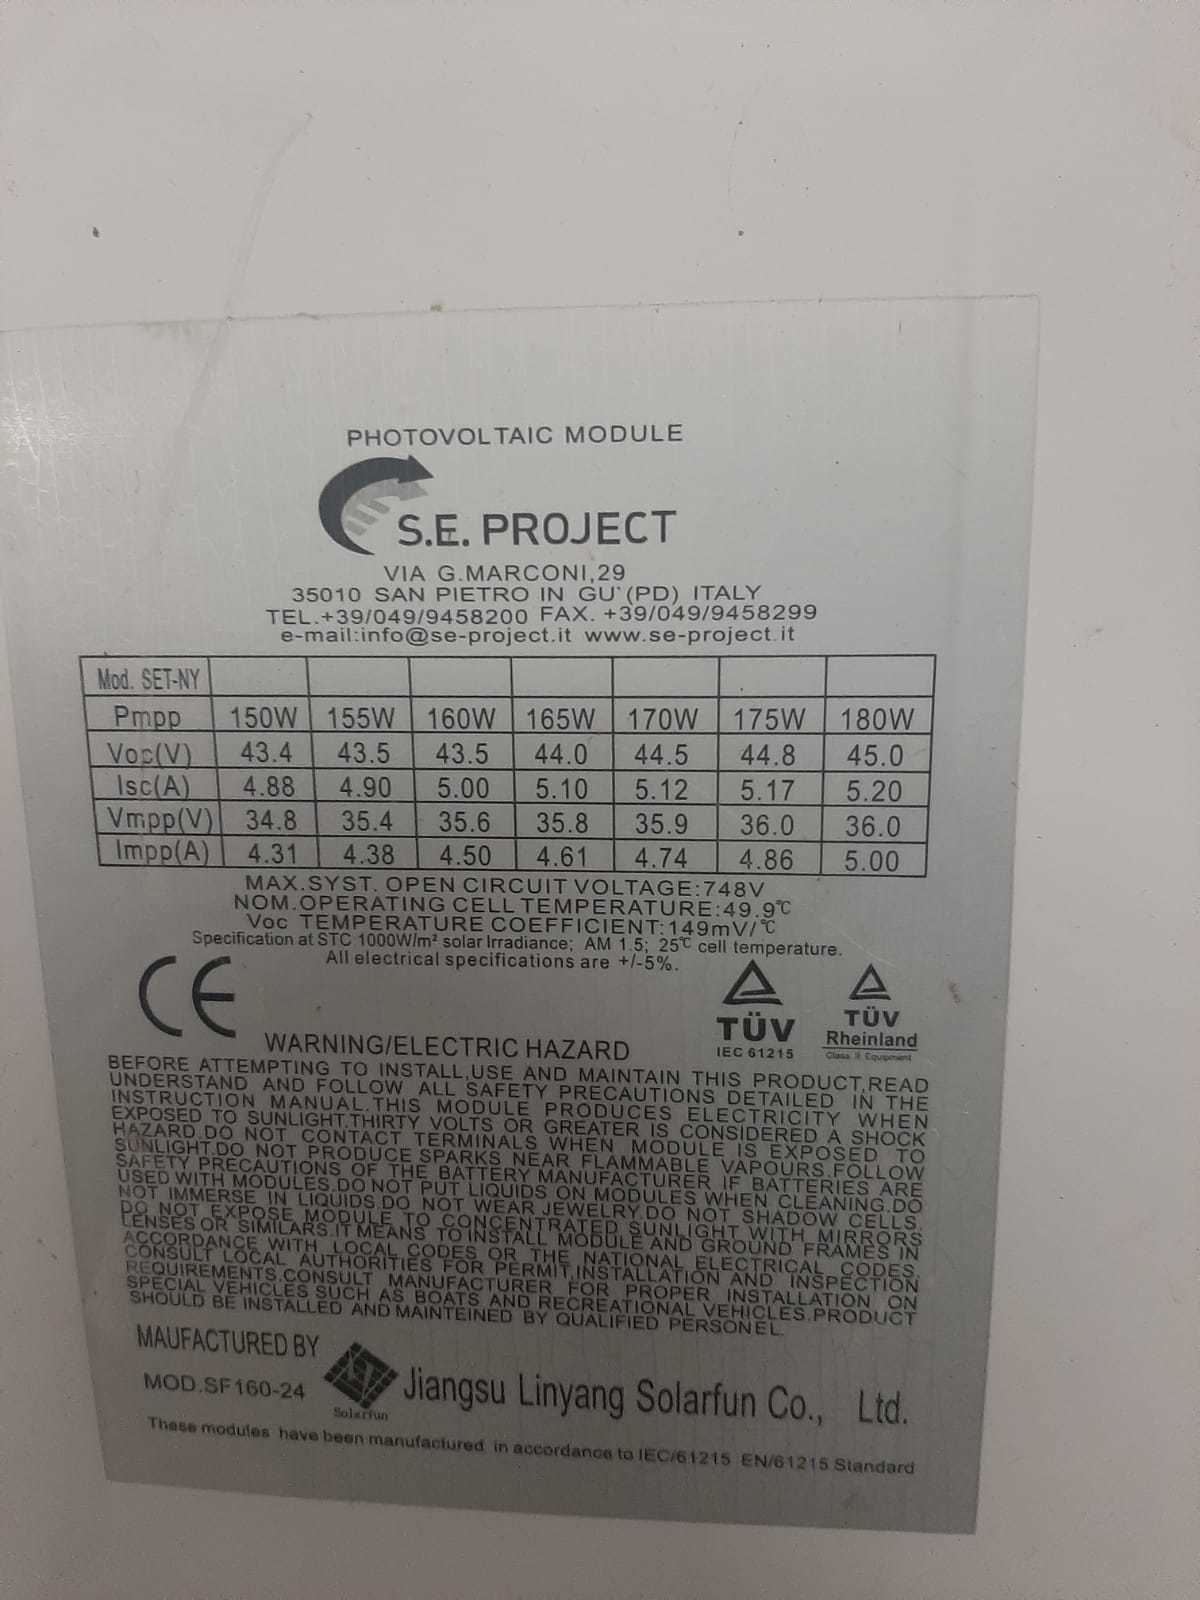 PHOTOVOLTAIC MODULE
S.E. PROJECT
VIA G.MARCONI,29
35010 SAN PIETRO IN GU`(PD) ITALY
TEL.+39/049/9458200 FAX. +39/049/9458299
e-mail:info@se-project.it www.se-project.it
Mod. SET-NY
Pmpp 150W 155W 160W 165W 170W 175W 180W
Voc(V) 43.4 43.5 43.5 44.0 44.5 44.8 45.0
Isc(A) 4.88 4.90 5.00 5.10 5.12 5.17 5.20
Vmpp(V) 34.8 35.4 35.6 35.8 35.9 36.0 36.0
Impp(A) 4.31 4.38 4.50 4.61 4.74 4.86 5.00
MAX.SYST. OPEN CIRCUIT VOLTAGE:748V
NOM.OPERATING CELL TEMPERATURE:49.9℃
Voc TEMPERATURE COEFFICIENT:149mV/℃
Specification at STC 1000W/m² solar Irradiance; AM 1.5; 25℃ cell temperature.
All electrical specifications are +/-5%.
CE
TÜV
IEC 61215
TÜV
Rheinland
Class II Equipment
WARNING/ELECTRIC HAZARD
BEFORE ATTEMPTING TO INSTALL,USE AND MAINTAIN THIS PRODUCT,READ
UNDERSTAND AND FOLLOW ALL SAFETY PRECAUTIONS DETAILED IN THE
INSTRUCTION MANUAL.THIS MODULE PRODUCES ELECTRICITY WHEN
EXPOSED TO SUNLIGHT.THIRTY VOLTS OR GREATER IS CONSIDERED A SHOCK
HAZARD.DO NOT CONTACT TERMINALS WHEN MODULE IS EXPOSED TO
SUNLIGHT.DO NOT PRODUCE SPARKS NEAR FLAMMABLE VAPOURS.FOLLOW
SAFETY PRECAUTIONS OF THE BATTERY MANUFACTURER IF BATTERIES ARE
USED WITH MODULES.DO NOT PUT LIQUIDS ON MODULES WHEN CLEANING.DO
NOT IMMERSE IN LIQUIDS.DO NOT WEAR JEWELRY.DO NOT SHADOW CELLS.
DO NOT EXPOSE MODULE TO CONCENTRATED SUNLIGHT WITH MIRRORS
LENSES OR SIMILARS.IT MEANS TO INSTALL MODULE AND GROUND FRAMES IN
ACCORDANCE WITH LOCAL CODES OR THE NATIONAL ELECTRICAL CODES,
CONSULT LOCAL AUTHORITIES FOR PERMIT,INSTALLATION AND INSPECTION
REQUIREMENTS.CONSULT MANUFACTURER FOR PROPER INSTALLATION ON
SPECIAL VEHICLES SUCH AS BOATS AND RECREATIONAL VEHICLES.PRODUCT
SHOULD BE INSTALLED AND MAINTEINED BY QUALIFIED PERSONEL.
MAUFACTURED BY
MOD.SF160-24
Solarfun
Jiangsu Linyang Solarfun Co., Ltd.
These modules have been manufactured in accordance to IEC/61215 EN/61215 Standard